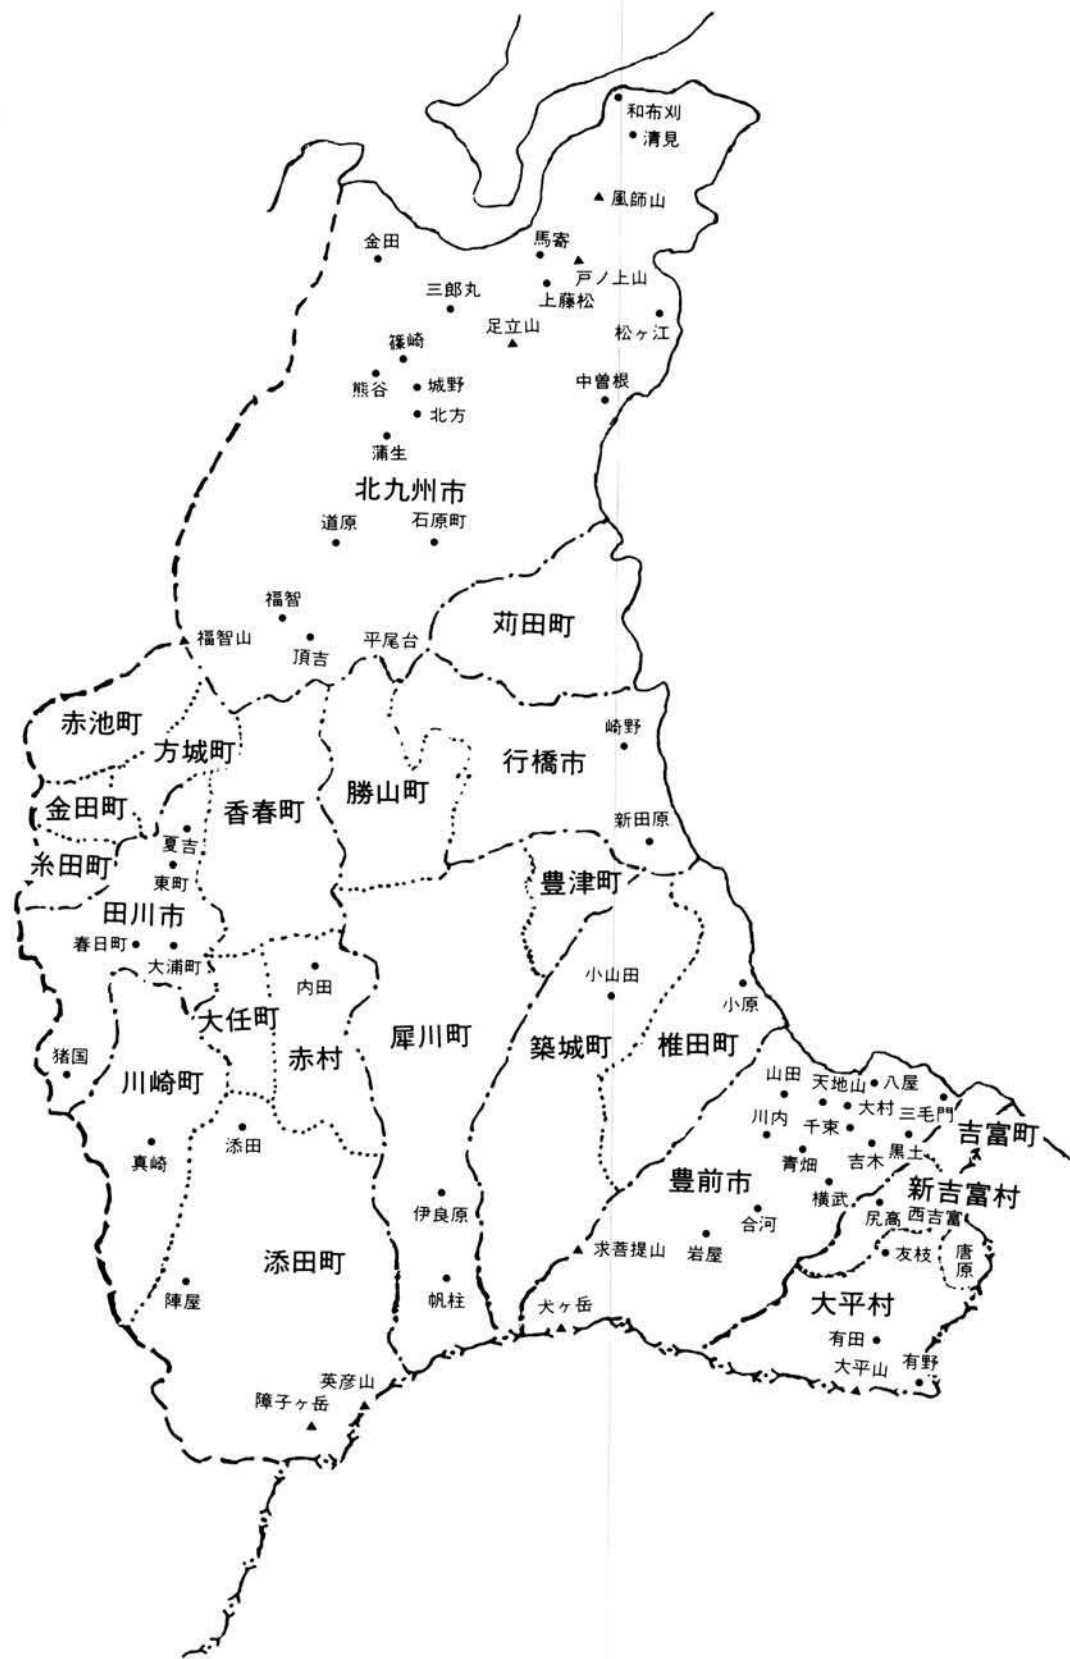 和布刈
清見
風師山
金田
馬寄
戸ノ上山
三郎丸
上藤松
足立山
松ヶ江
篠崎
熊谷
城野
中曽根
北方
蒲生
北九州市
道原
石原町
福智
苅田町
福智山
頂吉
平尾台
赤池町
方城町
崎野
行橋市
勝山町
金田町
香春町
新田原
夏吉
糸田町
東町
豊津町
田川市
春日町
大浦町
内田
小山田
小原
大任町
犀川町
築城町
椎田町
赤村
猪国
川崎町
山田
天地山
八屋
大村
三毛門
川内
千束
吉富町
真崎
添田
青畑
吉木
黒土
豊前市
横武
新吉富村
伊良原
合河
尻高
西吉富
求菩提山
岩屋
友枝
唐原
添田町
陣屋
帆柱
犬ヶ岳
大平村
有田
大平山
有野
英彦山
障子ヶ岳